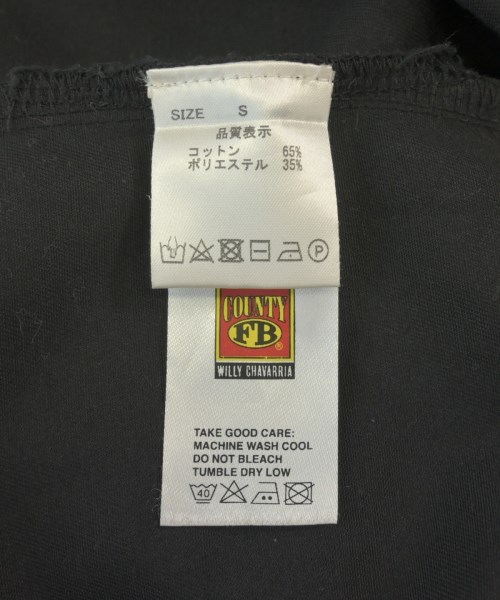 SIZE S
品質表示
コットン 65%
ポリエステル 35%
P
COUNTY
FB®
WILLY CHAVARRIA
TAKE GOOD CARE:
MACHINE WASH COOL
DO NOT BLEACH
TUMBLE DRY LOW
40